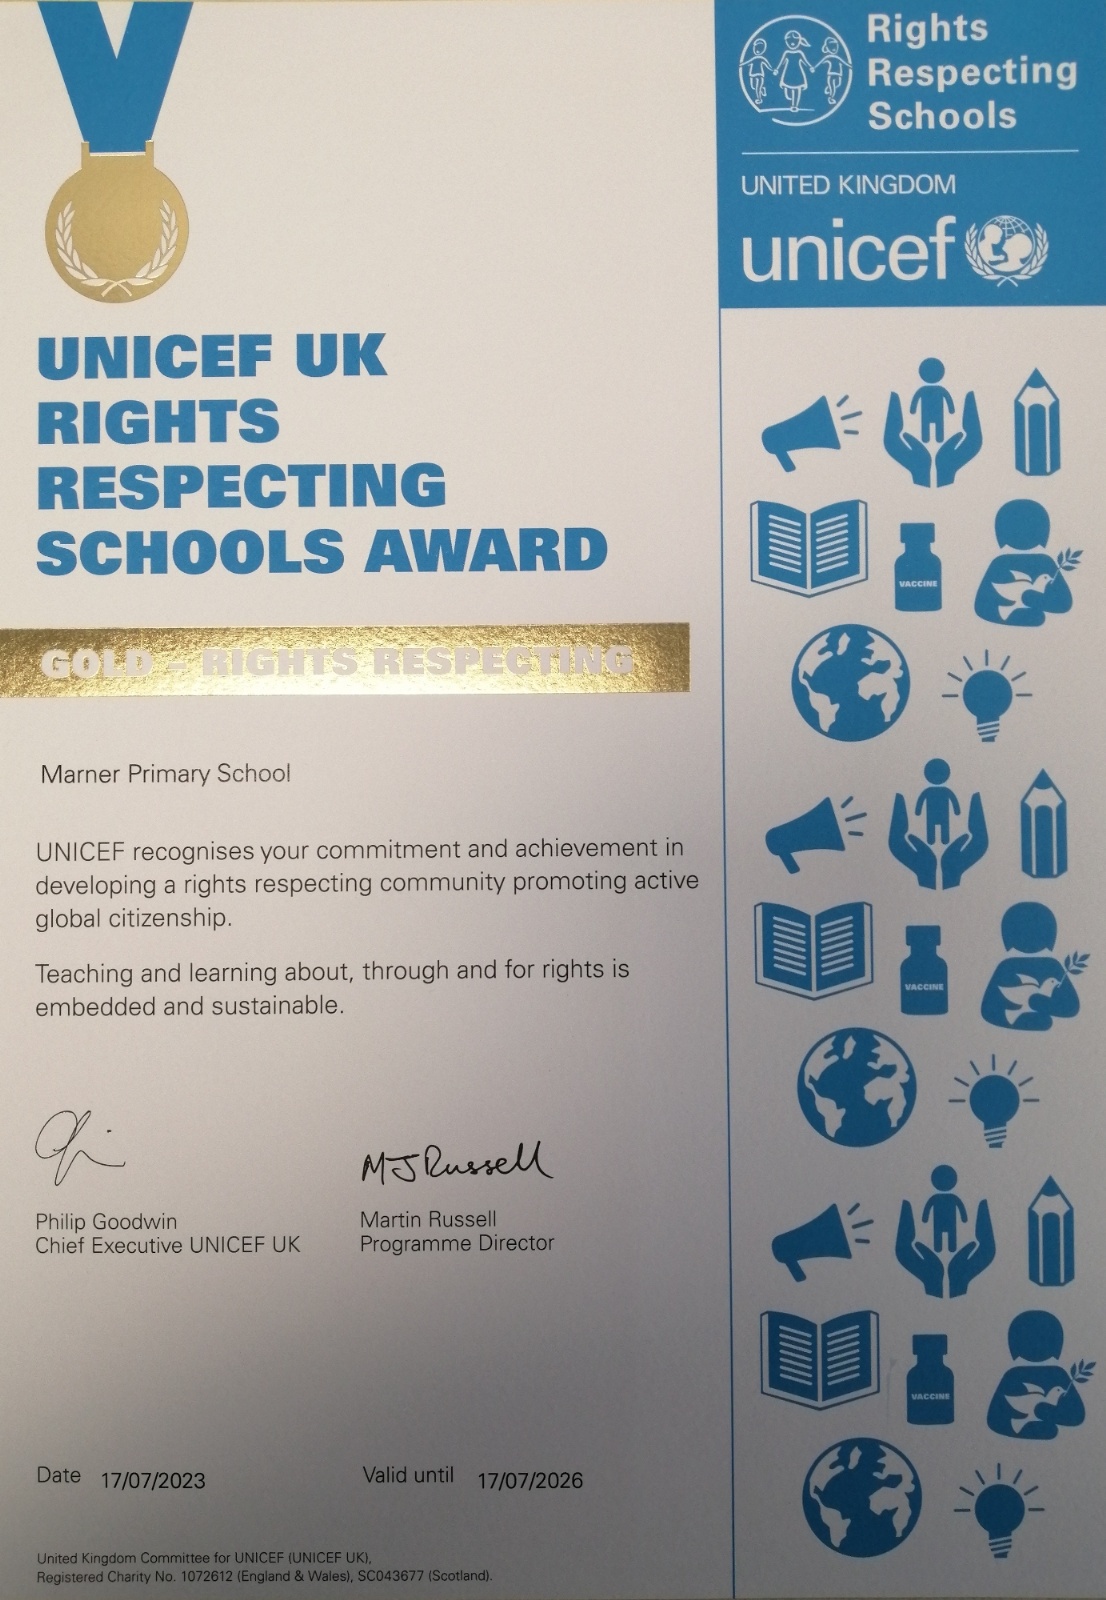 Rights
Respecting
Schools
UNITED KINGDOM
unicef
UNICEF UK
RIGHTS
RESPECTING
SCHOOLS AWARD
GOLD – RIGHTS RESPECTING
Marner Primary School
UNICEF recognises your commitment and achievement in
developing a rights respecting community promoting active
global citizenship.
Teaching and learning about, through and for rights is
embedded and sustainable.
MJRussell
Philip Goodwin
Chief Executive UNICEF UK
Martin Russell
Programme Director
Date 17/07/2023
Valid until 17/07/2026
United Kingdom Committee for UNICEF (UNICEF UK),
Registered Charity No. 1072612 (England & Wales), SC043677 (Scotland).
VACCINE
VACCINE
VACCINE